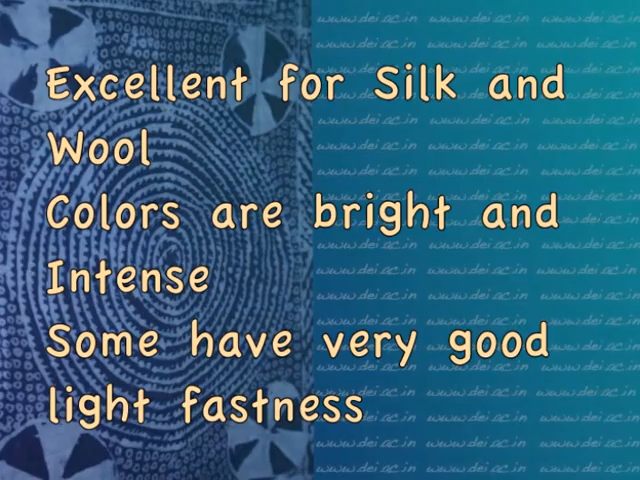 Excellent for Silk and
Wool
Colors are bright and
Intense
Some have very good
light fastness
www.dei.ac.in